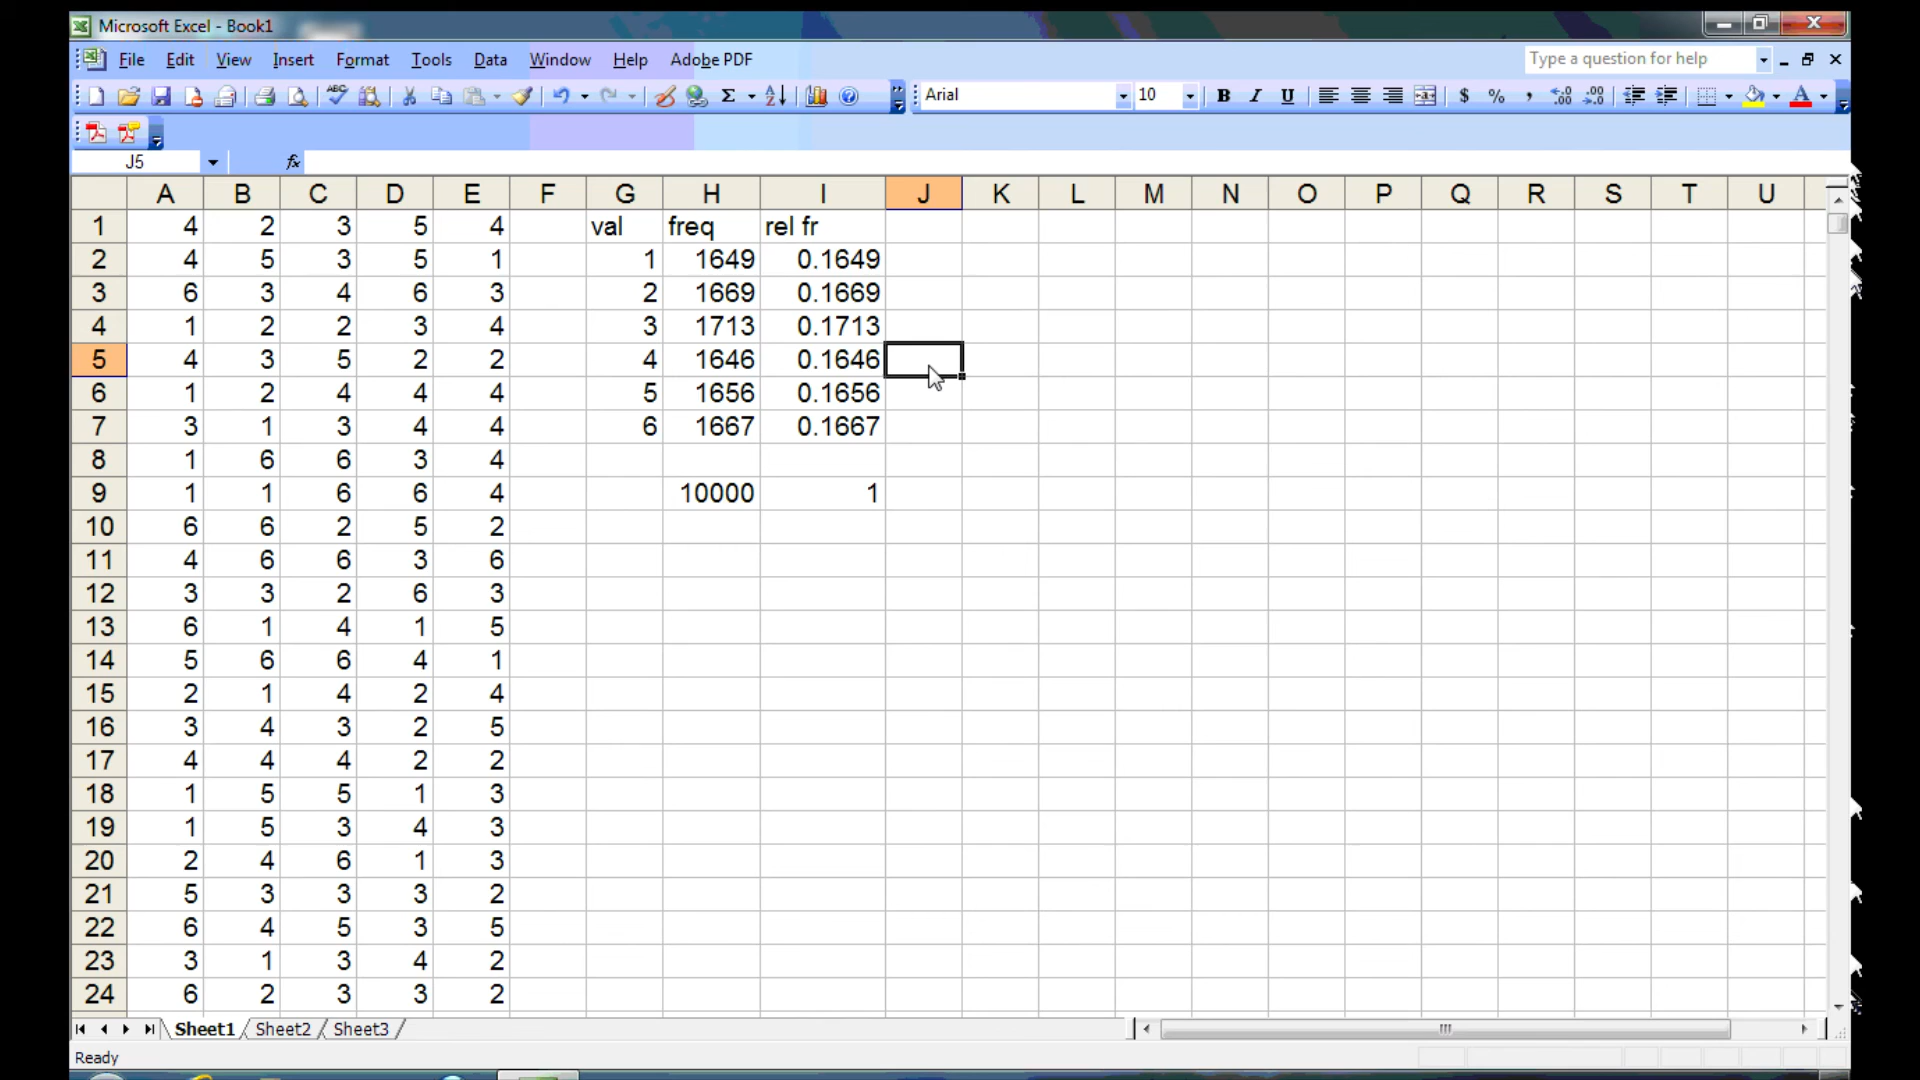 Microsoft Excel - Book1
File Edit View Insert Format Tools Data Window Help Adobe PDF Type a question for help
Arial 10 B I U $ % ,
J5 fx
A B C D E F G H I J K L M N O P Q R S T U
1 4 2 3 5 4 val freq rel fr
2 4 5 3 5 1 1 1649 0.1649
3 6 3 4 6 3 2 1669 0.1669
4 1 2 2 3 4 3 1713 0.1713
5 4 3 5 2 2 4 1646 0.1646
6 1 2 4 4 4 5 1656 0.1656
7 3 1 3 4 4 6 1667 0.1667
8 1 6 6 3 4
9 1 1 6 6 4 10000 1
10 6 6 2 5 2
11 4 6 6 3 6
12 3 3 2 6 3
13 6 1 4 1 5
14 5 6 6 4 1
15 2 1 4 2 4
16 3 4 3 2 5
17 4 4 4 2 2
18 1 5 5 1 3
19 1 5 3 4 3
20 2 4 6 1 3
21 5 3 3 3 2
22 6 4 5 3 5
23 3 1 3 4 2
24 6 2 3 3 2
Sheet1 Sheet2 Sheet3
Ready